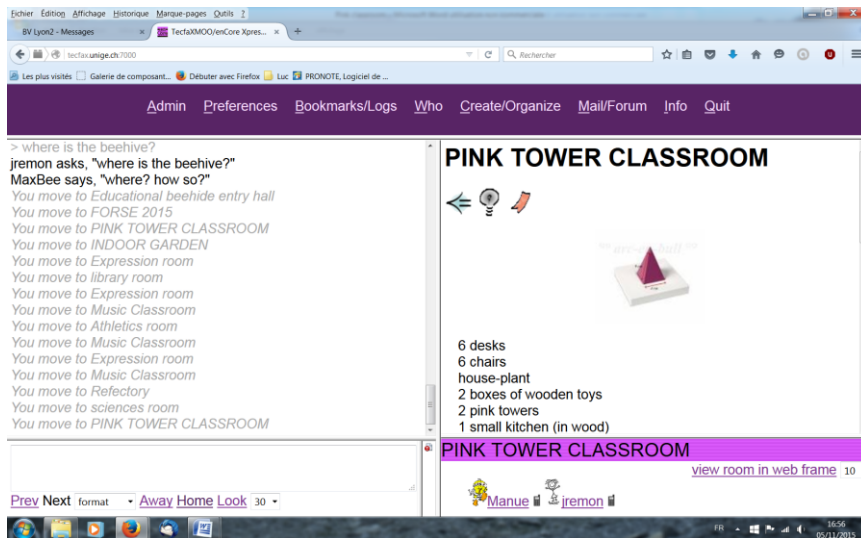 Fichier Édition Affichage Historique Marque-pages Outils ?
BV Lyon2 - Messages × TecfaXMOO/enCore Xpres... × +
tecfax.unige.ch:7000 Rechercher
Les plus visités Galerie de composant... Débuter avec Firefox Luc PRONOTE, Logiciel de ...
Admin Preferences Bookmarks/Logs Who Create/Organize Mail/Forum Info Quit
> where is the beehive?
jremon asks, "where is the beehive?"
MaxBee says, "where? how so?"
You move to Educational beehide entry hall
You move to FORSE 2015
You move to PINK TOWER CLASSROOM
You move to INDOOR GARDEN
You move to Expression room
You move to library room
You move to Expression room
You move to Music Classroom
You move to Athletics room
You move to Music Classroom
You move to Expression room
You move to Music Classroom
You move to Refectory
You move to sciences room
You move to PINK TOWER CLASSROOM
Prev Next format Away Home Look 30
PINK TOWER CLASSROOM
6 desks
6 chairs
house-plant
2 boxes of wooden toys
2 pink towers
1 small kitchen (in wood)
PINK TOWER CLASSROOM
view room in web frame 10
Manue jremon
FR 16:56
05/11/2015